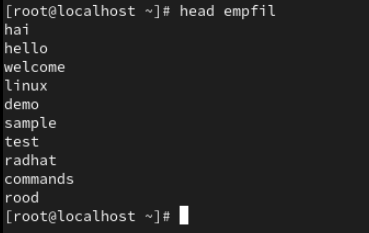 [root@localhost ~]# head empfil
hai
hello
welcome
linux
demo
sample
test
radhat
commands
rood
[root@localhost ~]#